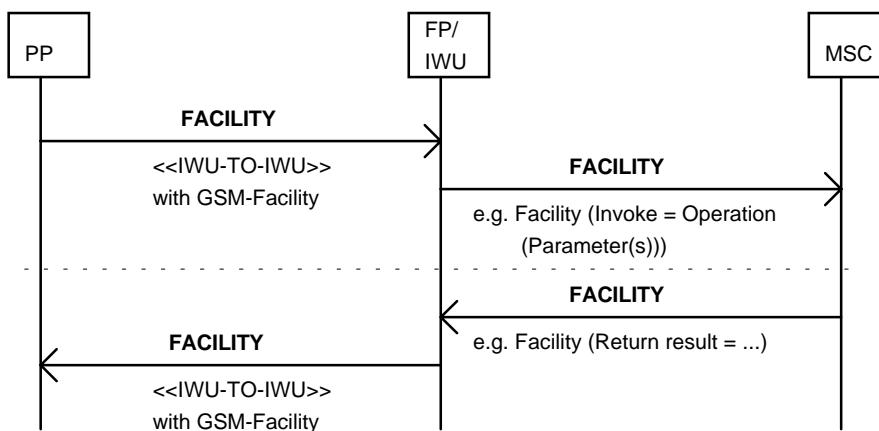 PP
FP/
IWU
MSC
FACILITY
<<IWU-TO-IWU>>
with GSM-Facility
FACILITY
e.g. Facility (Invoke = Operation
(Parameter(s)))
FACILITY
e.g. Facility (Return result = ...)
FACILITY
<<IWU-TO-IWU>>
with GSM-Facility